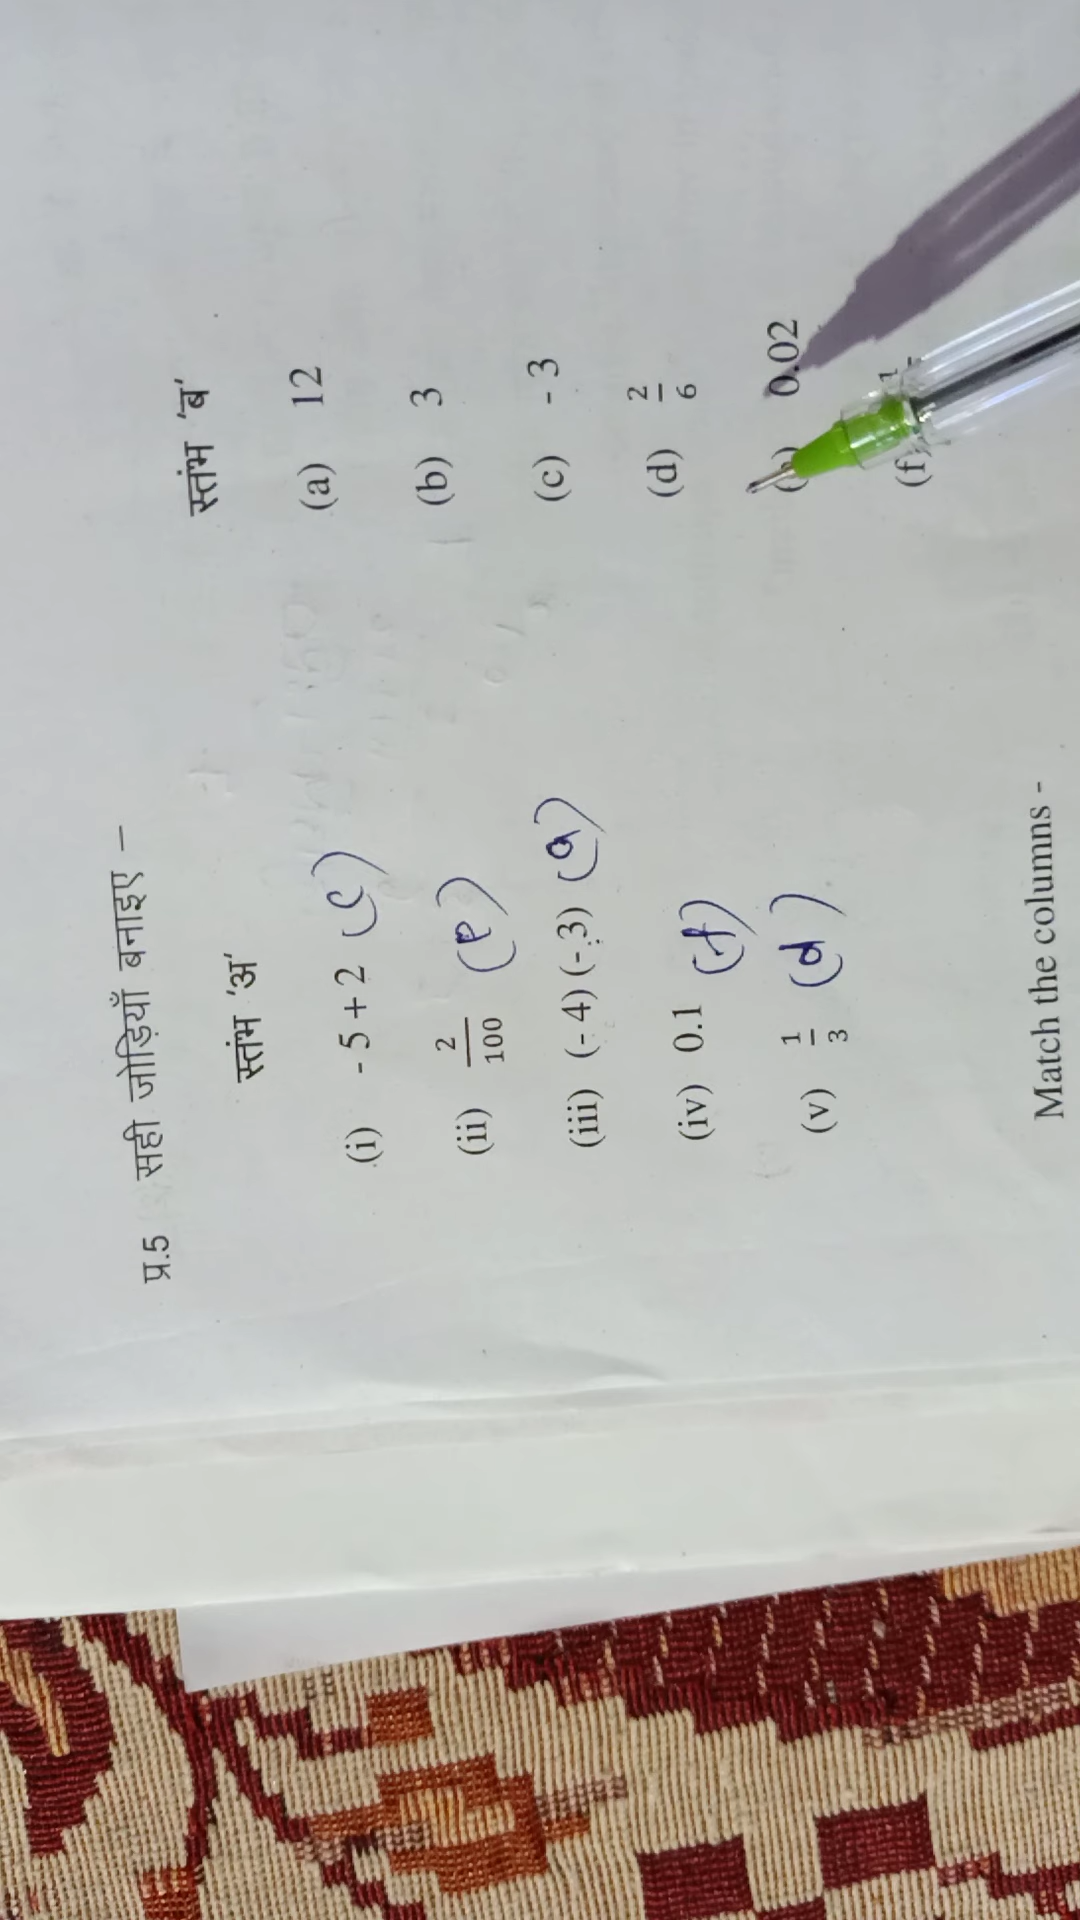 प्र.5 सही जोड़ियाँ बनाइए –
स्तंभ 'अ' स्तंभ 'ब'
(i) - 5 + 2 (c) (a) 12
(ii) 2/100 (e) (b) 3
(iii) (- 4) (- 3) (a) (c) - 3
(iv) 0.1 (f) (d) 2/6
(v) 1/3 (d) 0.02
(f)
Match the columns -